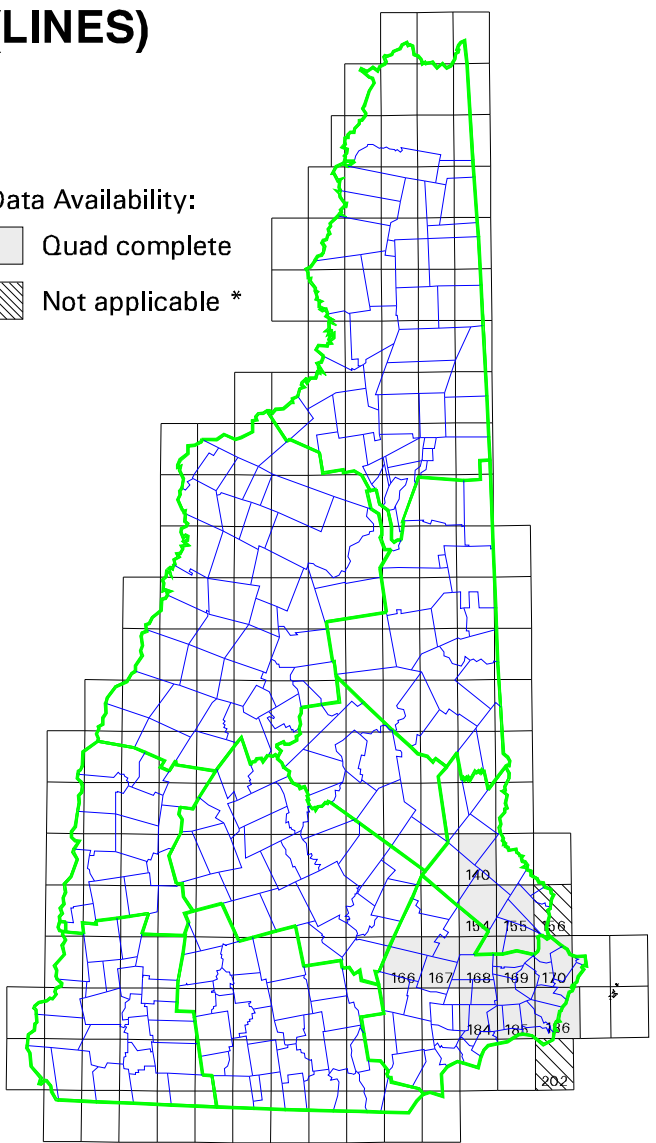 (LINES)
Data Availability:
Quad complete
Not applicable *
140
154 155 156
166 167 168 169 170
184 185 186
202